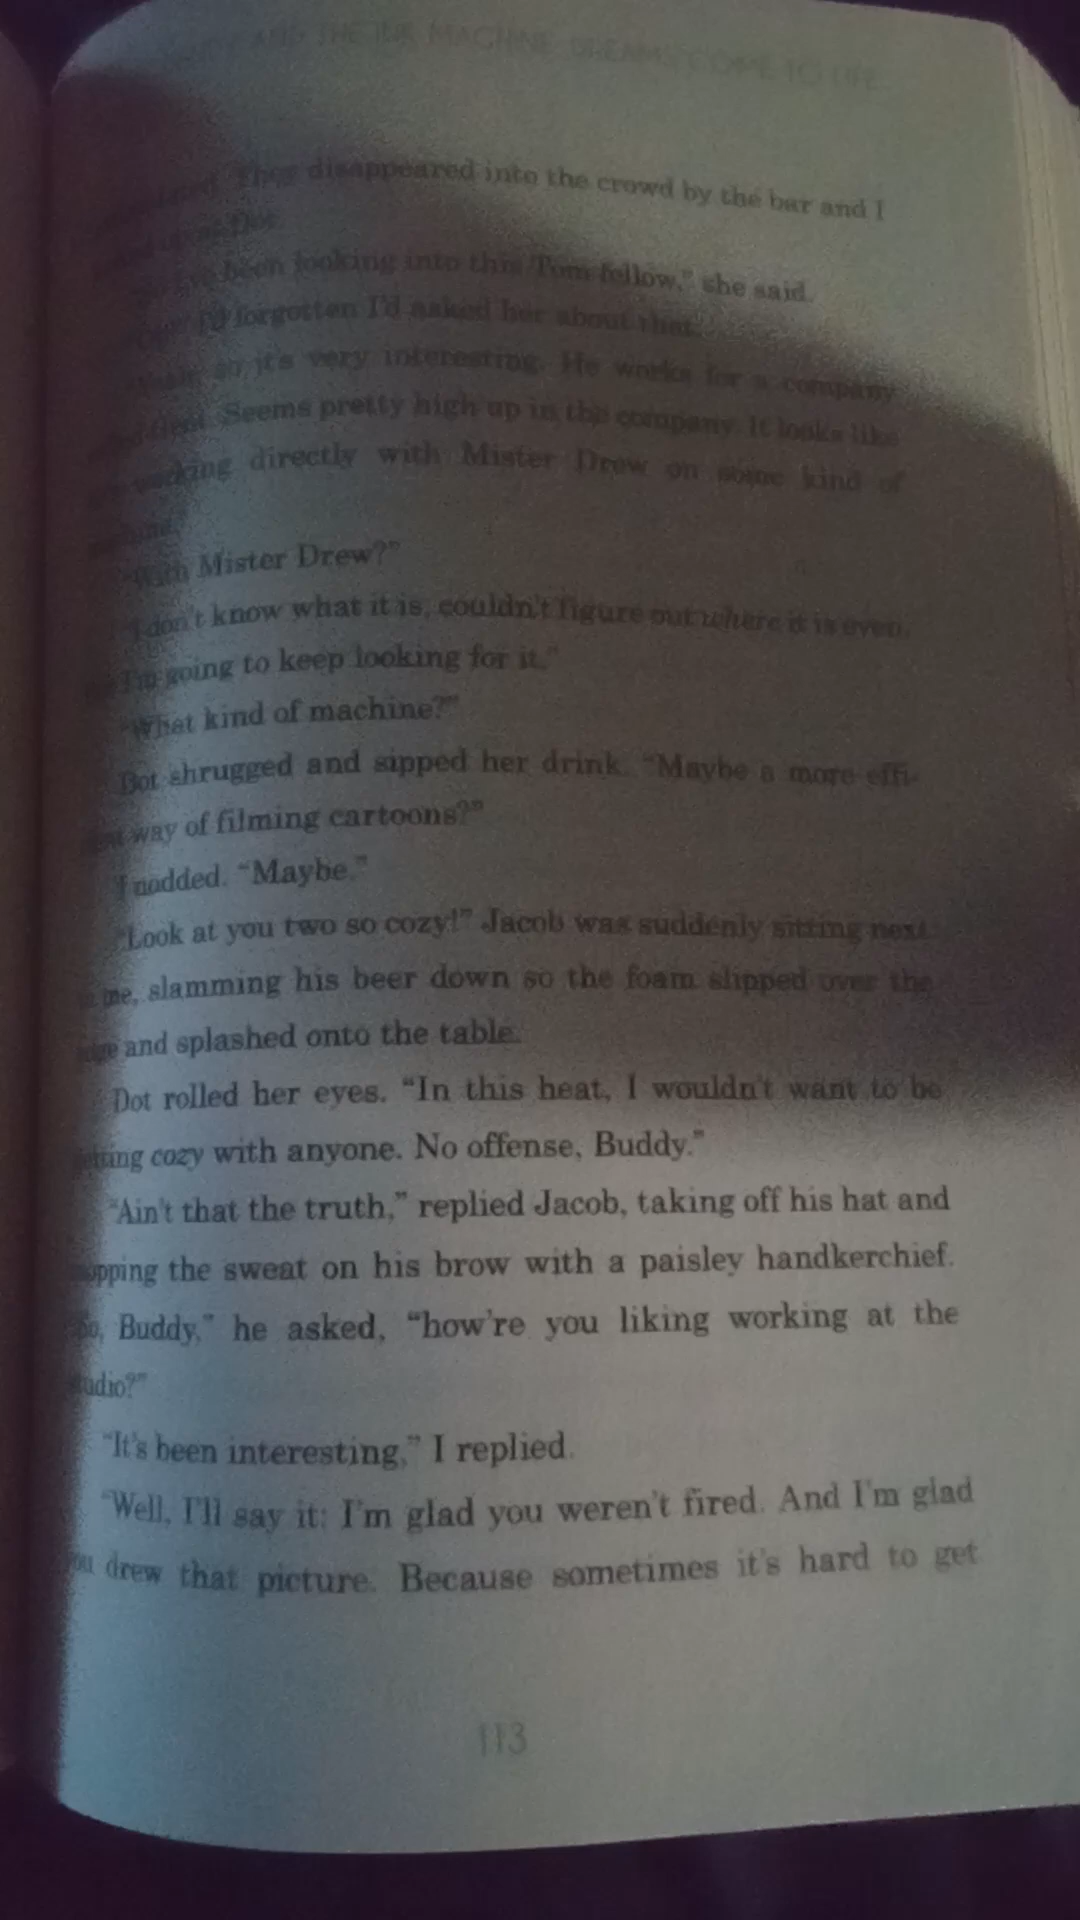 AND THE INK MACHINE: DREAMS COME TO LIFE
They disappeared into the crowd by the bar and I
Dot.
been looking into this Tom fellow," she said.
I'd forgotten I'd asked her about that.
so it's very interesting. He works for a company
Gent. Seems pretty high up in the company. It looks like
working directly with Mister Drew on some kind of
"With Mister Drew?"
"I don't know what it is, couldn't figure out where it is even.
I'm going to keep looking for it."
"What kind of machine?"
Dot shrugged and sipped her drink. "Maybe a more effi-
way of filming cartoons?"
I nodded. "Maybe."
"Look at you two so cozy!" Jacob was suddenly sitting next
me, slamming his beer down so the foam slipped over the
and splashed onto the table.
Dot rolled her eyes. "In this heat, I wouldn't want to be
cozy with anyone. No offense, Buddy."
"Ain't that the truth," replied Jacob, taking off his hat and
the sweat on his brow with a paisley handkerchief.
Buddy," he asked, "how're you liking working at the
studio?"
"It's been interesting," I replied.
"Well, I'll say it: I'm glad you weren't fired. And I'm glad
you drew that picture. Because sometimes it's hard to get
113